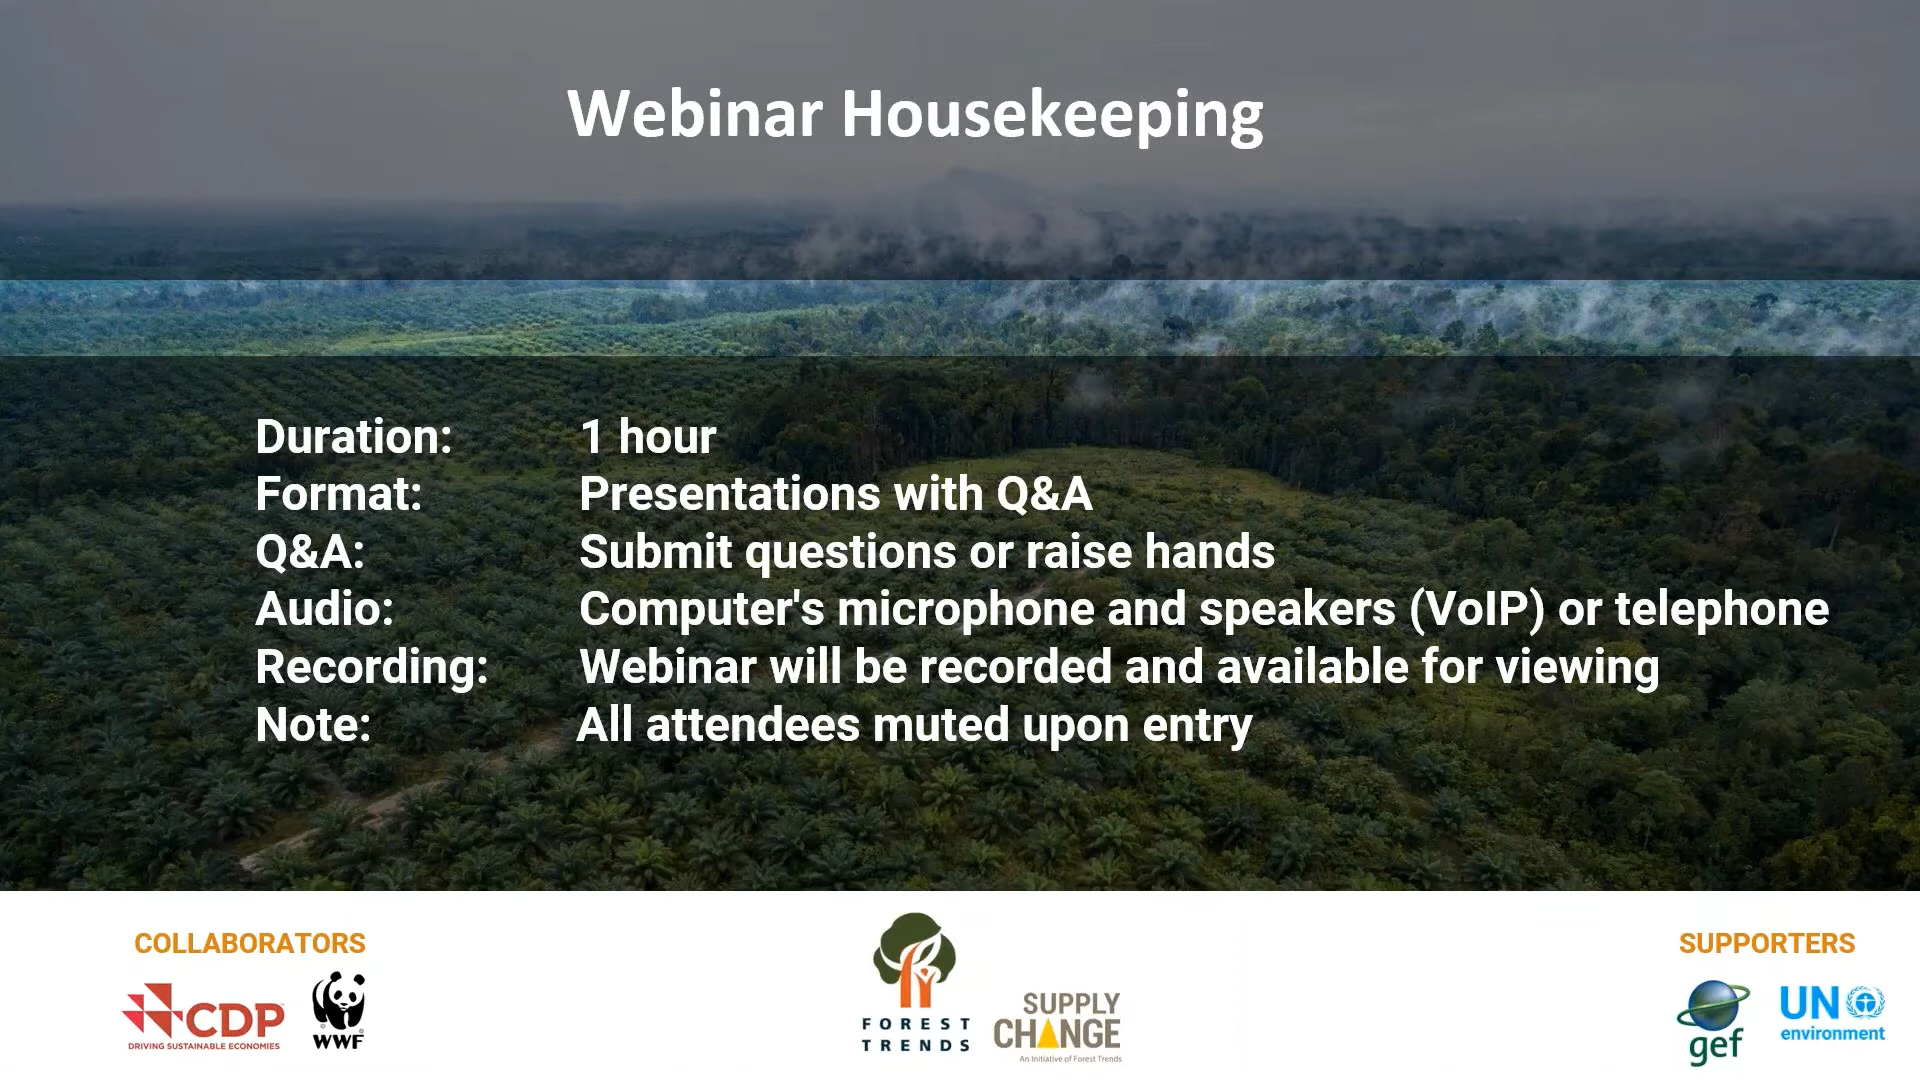 Webinar Housekeeping
Duration: 1 hour
Format: Presentations with Q&A
Q&A: Submit questions or raise hands
Audio: Computer's microphone and speakers (VoIP) or telephone
Recording: Webinar will be recorded and available for viewing
Note: All attendees muted upon entry
COLLABORATORS
CDP
DRIVING SUSTAINABLE ECONOMIES
WWF
FOREST
TRENDS
SUPPLY
CHANGE
An Initiative of Forest Trends
SUPPORTERS
gef
UN
environment